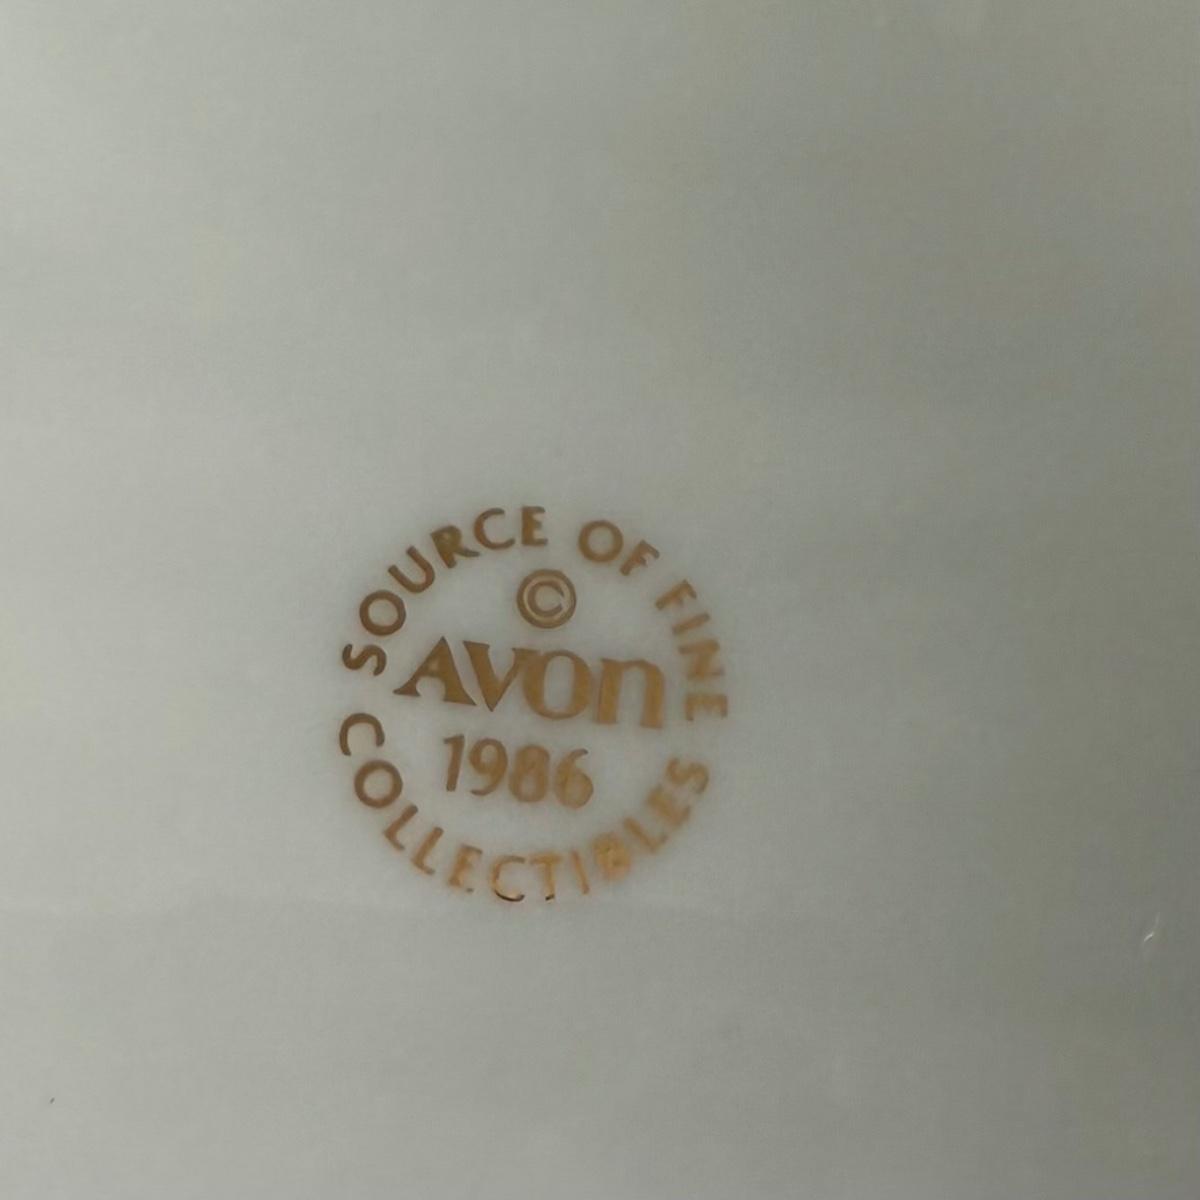 SOURCE OF FINE
©
AVON
1986
COLLECTIBLES